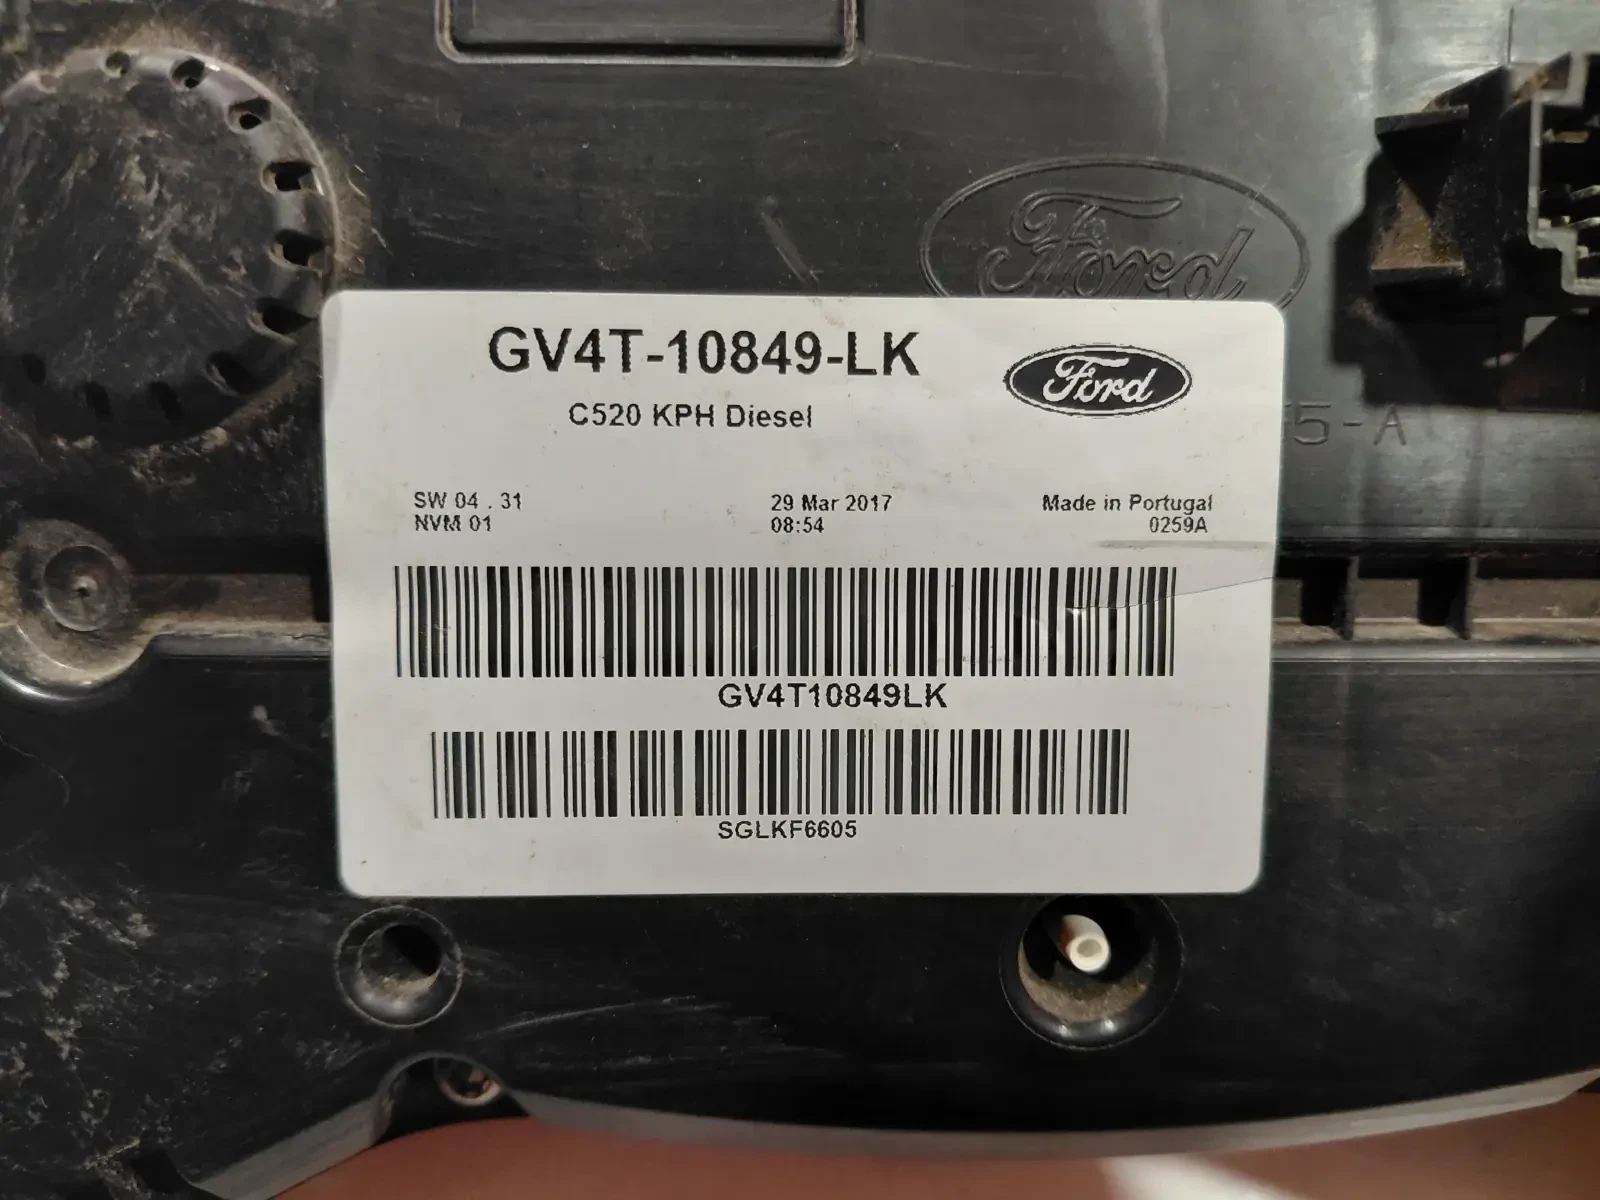 Ford
GV4T-10849-LK
Ford
C520 KPH Diesel
5-A
SW 04 . 31
29 Mar 2017
Made in Portugal
NVM 01
08:54
0259A
GV4T10849LK
SGLKF6605